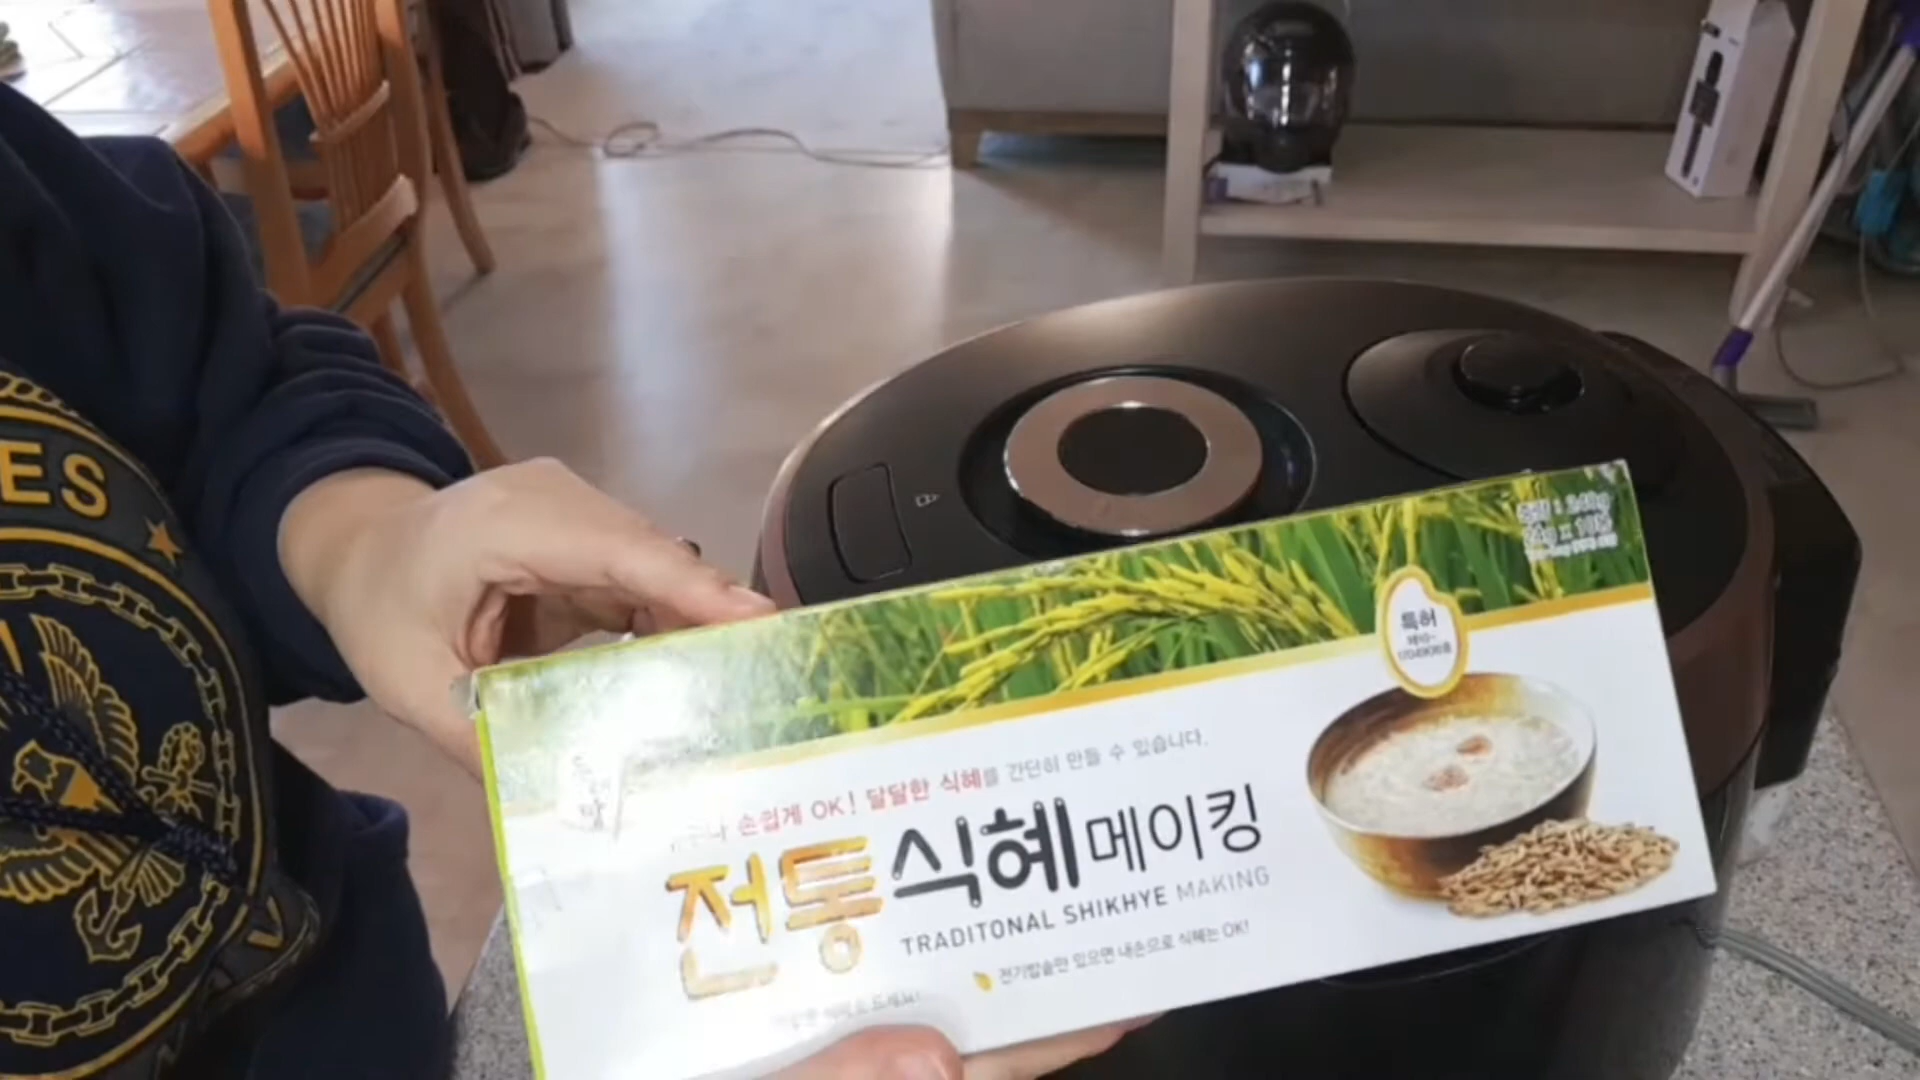 ES
특허
손쉽게 OK! 달달한 식혜를 간단히 만들 수 있습니다.
전통식혜메이킹
TRADITONAL SHIKHYE MAKING
전기밥솥만 있으면 내손으로 식혜는 OK!